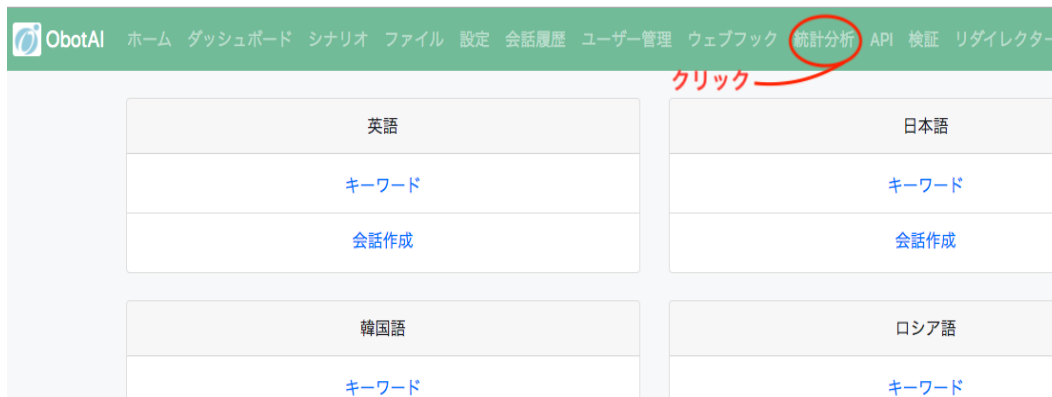 ObotAI ホーム ダッシュボード シナリオ ファイル 設定 会話履歴 ユーザー管理 ウェブフック 統計分析 API 検証 リダイレクター
クリック
英語 日本語
キーワード キーワード
会話作成 会話作成
韓国語 ロシア語
キーワード キーワード